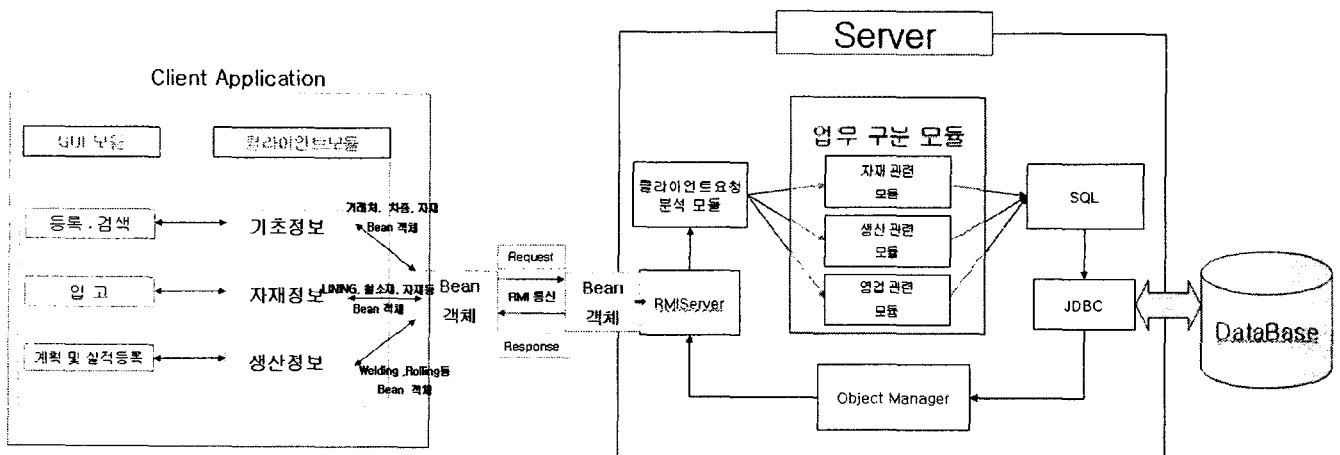 Server
Client Application
GUI 모듈
클라이언트모듈
업무 구분 모듈
클라이언트요청
분석 모듈
자재 관련
모듈
생산 관련
모듈
영업 관련
모듈
SQL
JDBC
DataBase
등록 . 검색
기초정보
거래처, 차종, 자재
Bean 객체
입 고
자재정보
LINING, 철소재, 자재등
Bean 객체
계획 및 실적등록
생산정보
Welding ,Rolling등
Bean 객체
Bean
객체
Request
RMI 통신
Response
Bean
객체
RMIServer
Object Manager